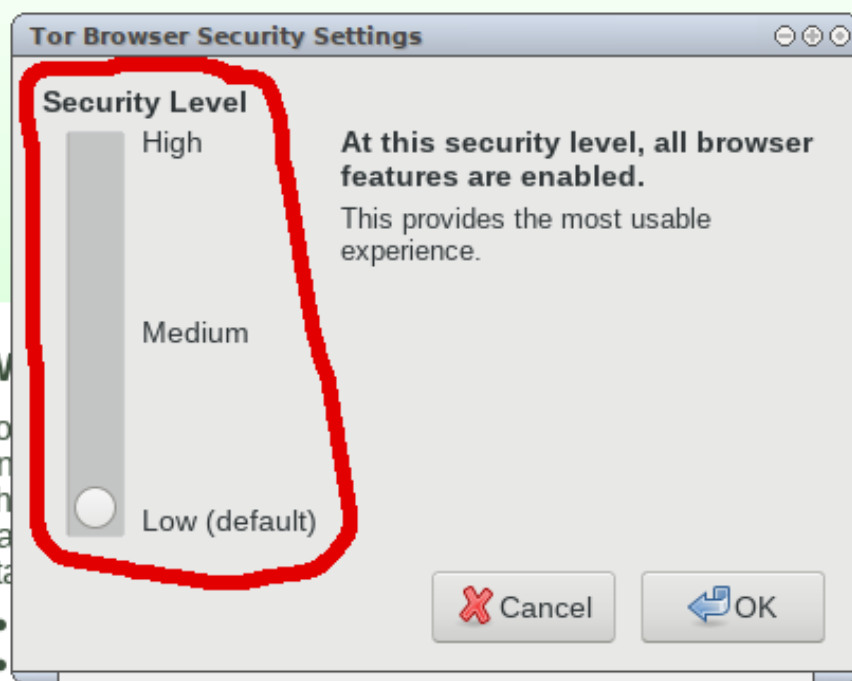 Tor Browser Security Settings
Security Level
High
Medium
Low (default)
At this security level, all browser
features are enabled.
This provides the most usable
experience.
Cancel
OK